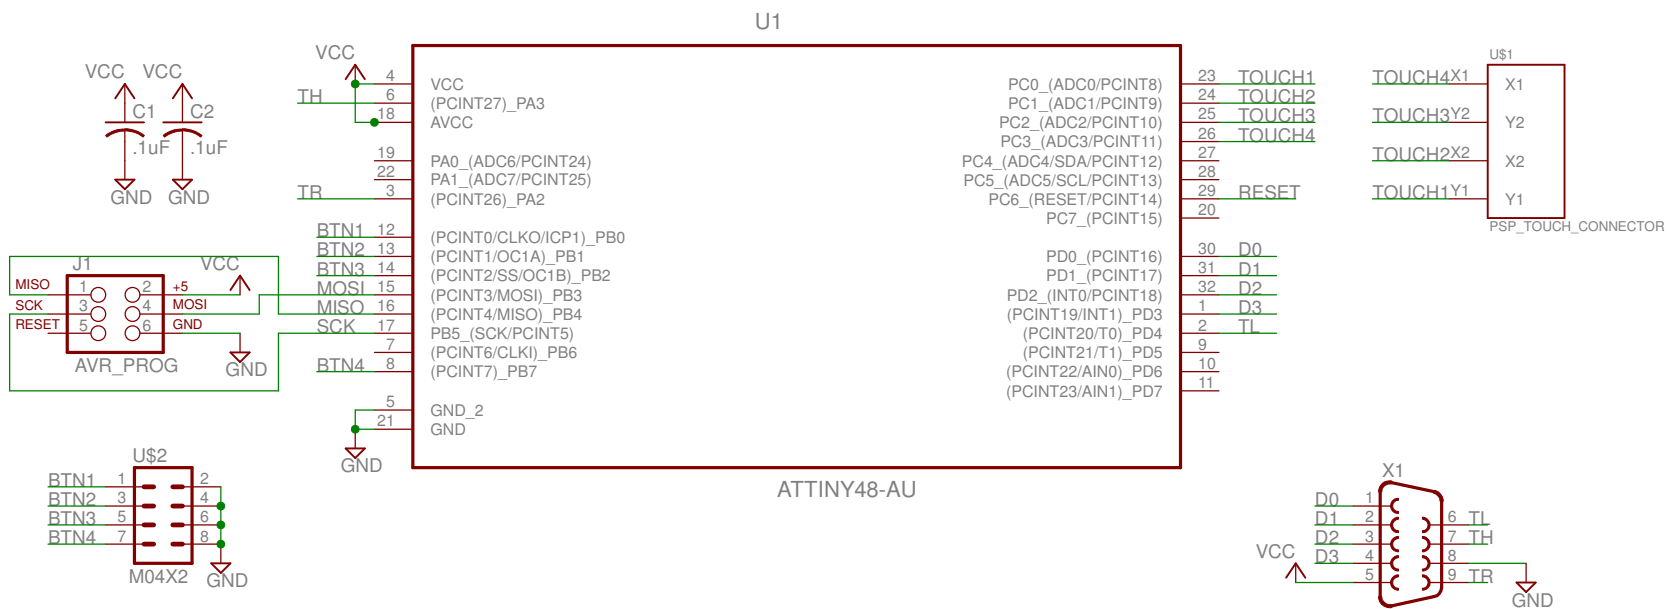 U1
VCC VCC
C1 C2
.1uF .1uF
GND GND
VCC
TH
TR
BTN1
BTN2
BTN3
MOSI
MISO
SCK
BTN4
GND
4 VCC
6 (PCINT27)_PA3
18 AVCC
19 PA0_(ADC6/PCINT24)
22 PA1_(ADC7/PCINT25)
3 (PCINT26)_PA2
12 (PCINT0/CLKO/ICP1)_PB0
13 (PCINT1/OC1A)_PB1
14 (PCINT2/SS/OC1B)_PB2
15 (PCINT3/MOSI)_PB3
16 (PCINT4/MISO)_PB4
17 PB5_(SCK/PCINT5)
7 (PCINT6/CLKI)_PB6
8 (PCINT7)_PB7
5 GND_2
21 GND
PC0_(ADC0/PCINT8) 23 TOUCH1
PC1_(ADC1/PCINT9) 24 TOUCH2
PC2_(ADC2/PCINT10) 25 TOUCH3
PC3_(ADC3/PCINT11) 26 TOUCH4
PC4_(ADC4/SDA/PCINT12) 27
PC5_(ADC5/SCL/PCINT13) 28
PC6_(RESET/PCINT14) 29 RESET
PC7_(PCINT15) 20
PD0_(PCINT16) 30 D0
PD1_(PCINT17) 31 D1
PD2_(INT0/PCINT18) 32 D2
(PCINT19/INT1)_PD3 1 D3
(PCINT20/T0)_PD4 2 TL
(PCINT21/T1)_PD5 9
(PCINT22/AIN0)_PD6 10
(PCINT23/AIN1)_PD7 11
ATTINY48-AU
U$1
TOUCH4 X1 X1
TOUCH3 Y2 Y2
TOUCH2 X2 X2
TOUCH1 Y1 Y1
PSP_TOUCH_CONNECTOR
J1 VCC
MISO 1 2 +5
SCK 3 4 MOSI
RESET 5 6 GND
AVR_PROG GND
U$2
BTN1 1 2
BTN2 3 4
BTN3 5 6
BTN4 7 8
M04X2 GND
X1
D0 1
D1 2 6 TL
D2 3 7 TH
D3 4 8
VCC 5 9 TR
GND